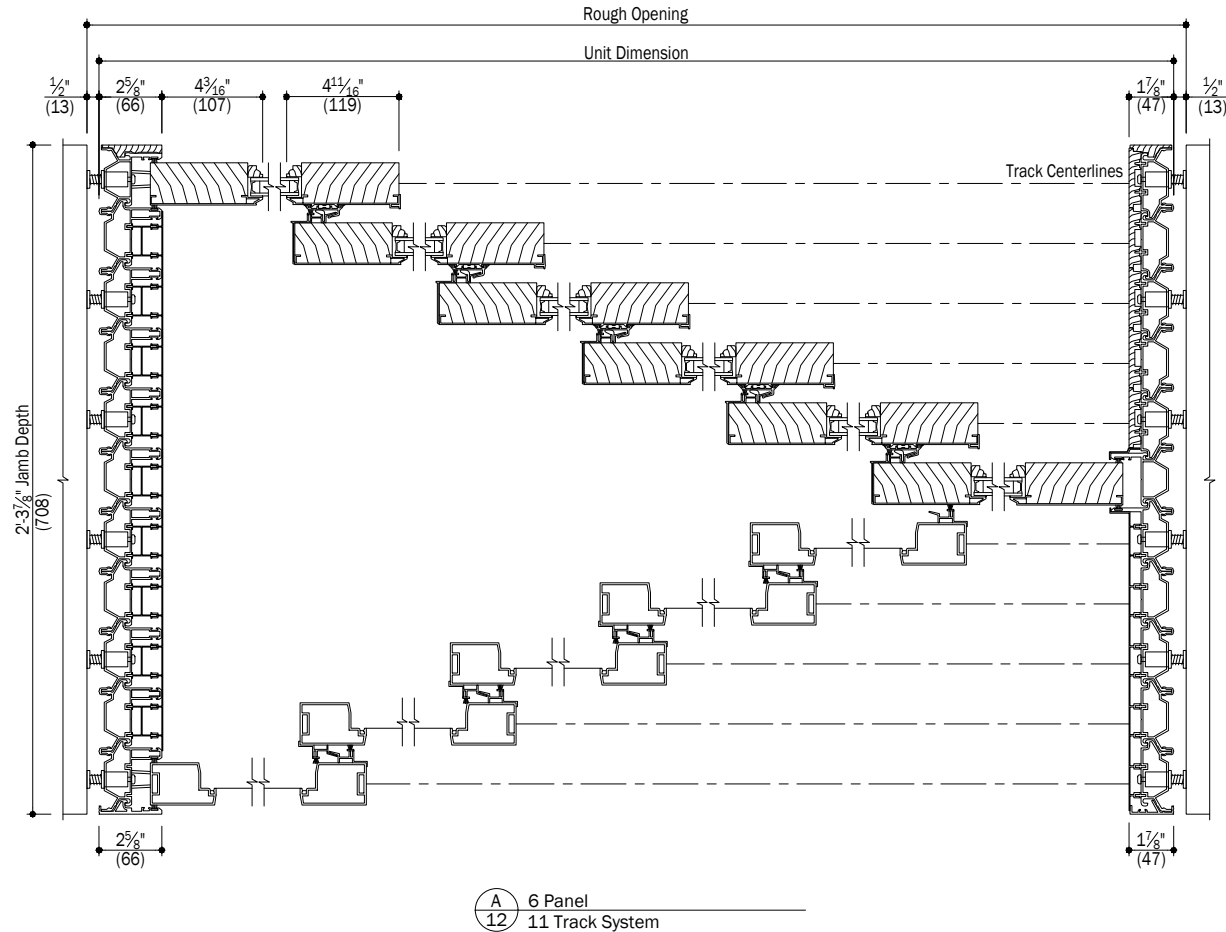 Rough Opening
Unit Dimension
½" 2⅝" 4³⁄₁₆" 4¹¹⁄₁₆" 1⅞" ½"
(13) (66) (107) (119) (47) (13)
Track Centerlines
2'-3⅞" Jamb Depth
(708)
2⅝" 1⅞"
(66) (47)
A 6 Panel
12 11 Track System